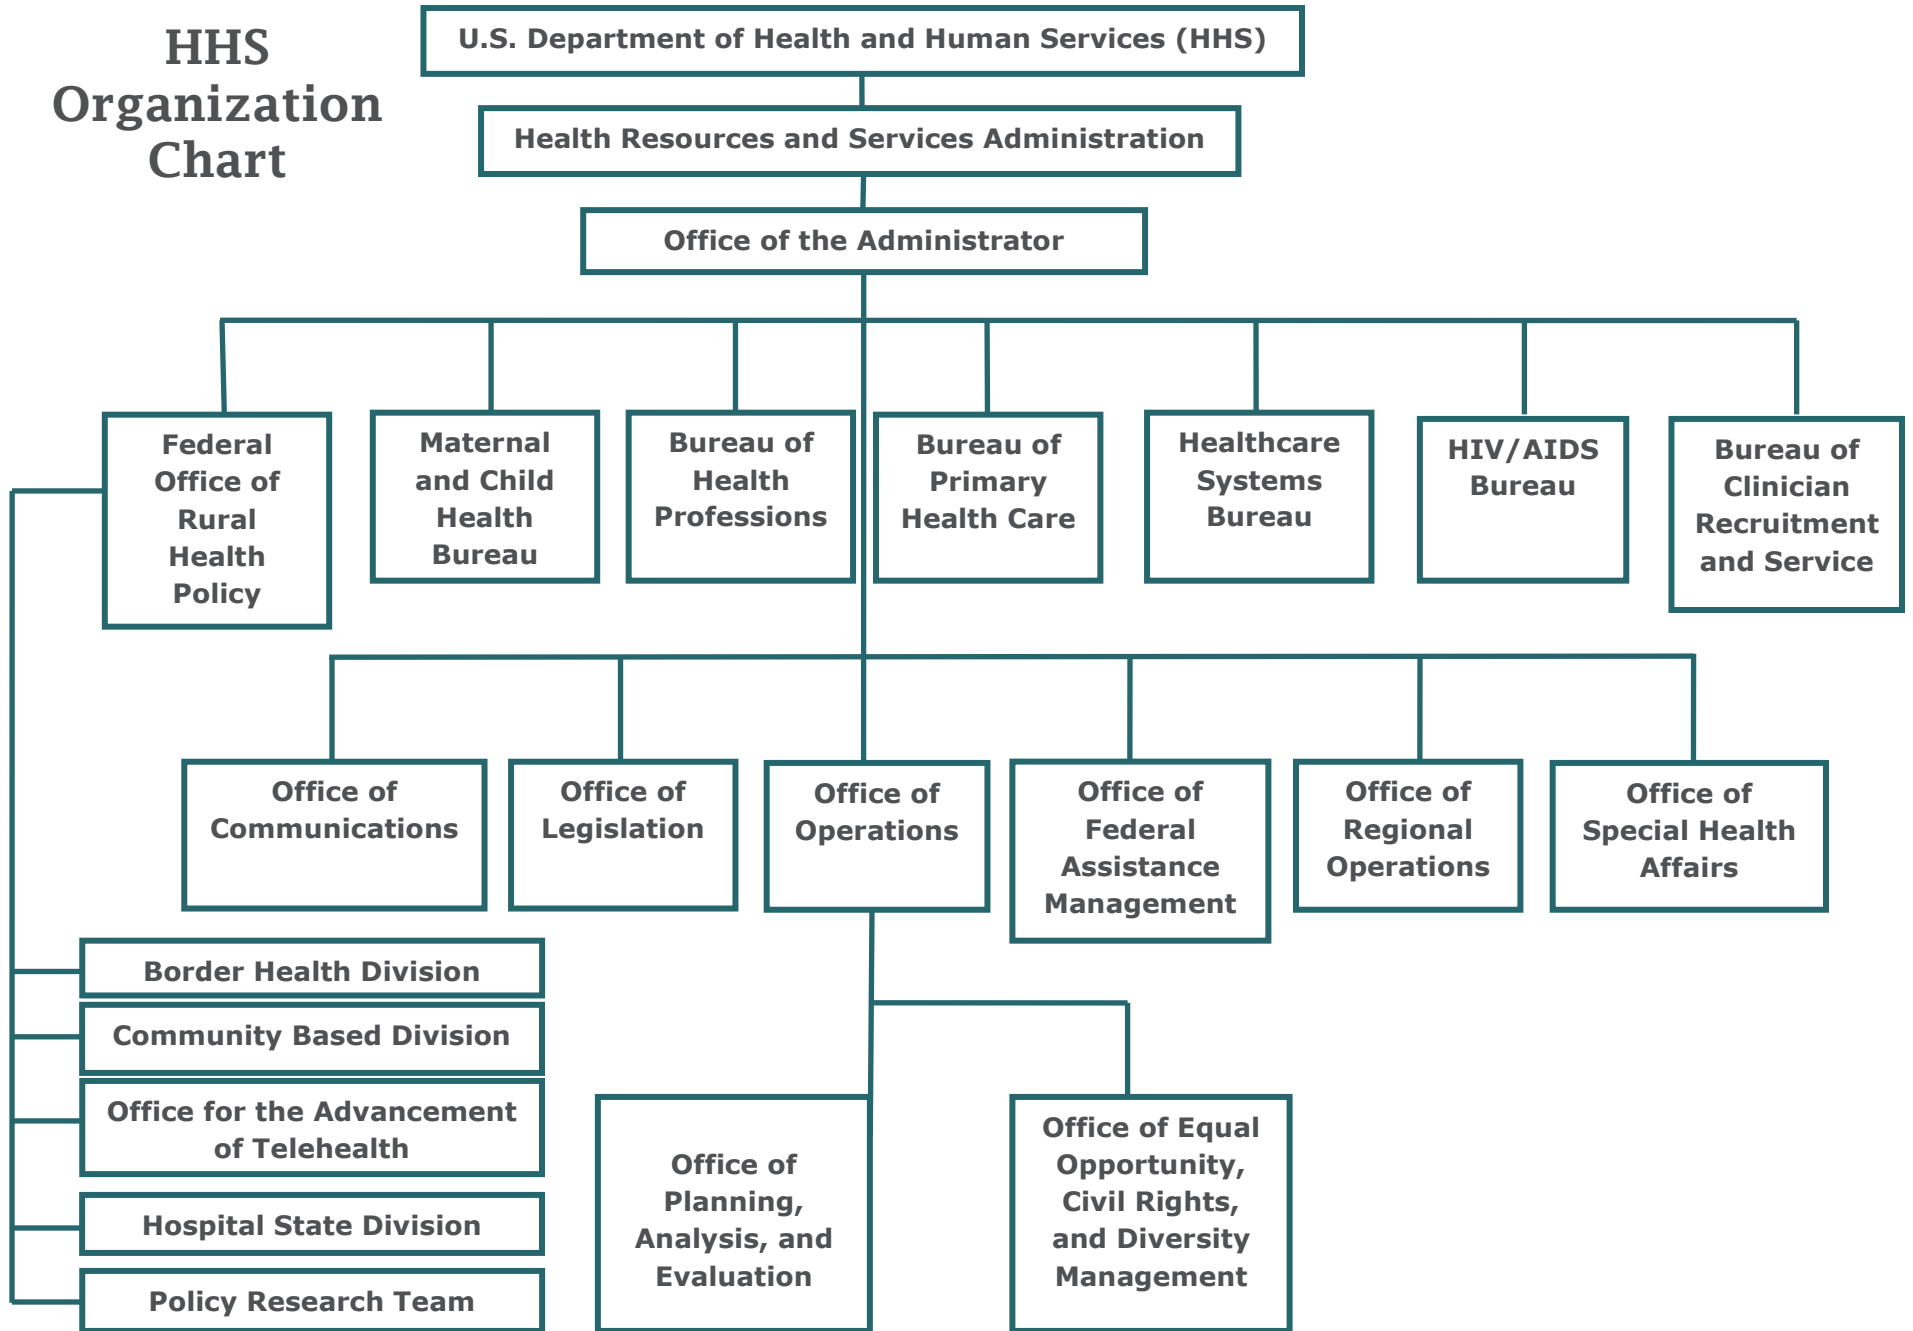 HHS
Organization
Chart
U.S. Department of Health and Human Services (HHS)
Health Resources and Services Administration
Office of the Administrator
Federal
Office of
Rural
Health
Policy
Maternal
and Child
Health
Bureau
Bureau of
Health
Professions
Bureau of
Primary
Health Care
Healthcare
Systems
Bureau
HIV/AIDS
Bureau
Bureau of
Clinician
Recruitment
and Service
Office of
Communications
Office of
Legislation
Office of
Operations
Office of
Federal
Assistance
Management
Office of
Regional
Operations
Office of
Special Health
Affairs
Border Health Division
Community Based Division
Office for the Advancement
of Telehealth
Hospital State Division
Policy Research Team
Office of
Planning,
Analysis, and
Evaluation
Office of Equal
Opportunity,
Civil Rights,
and Diversity
Management